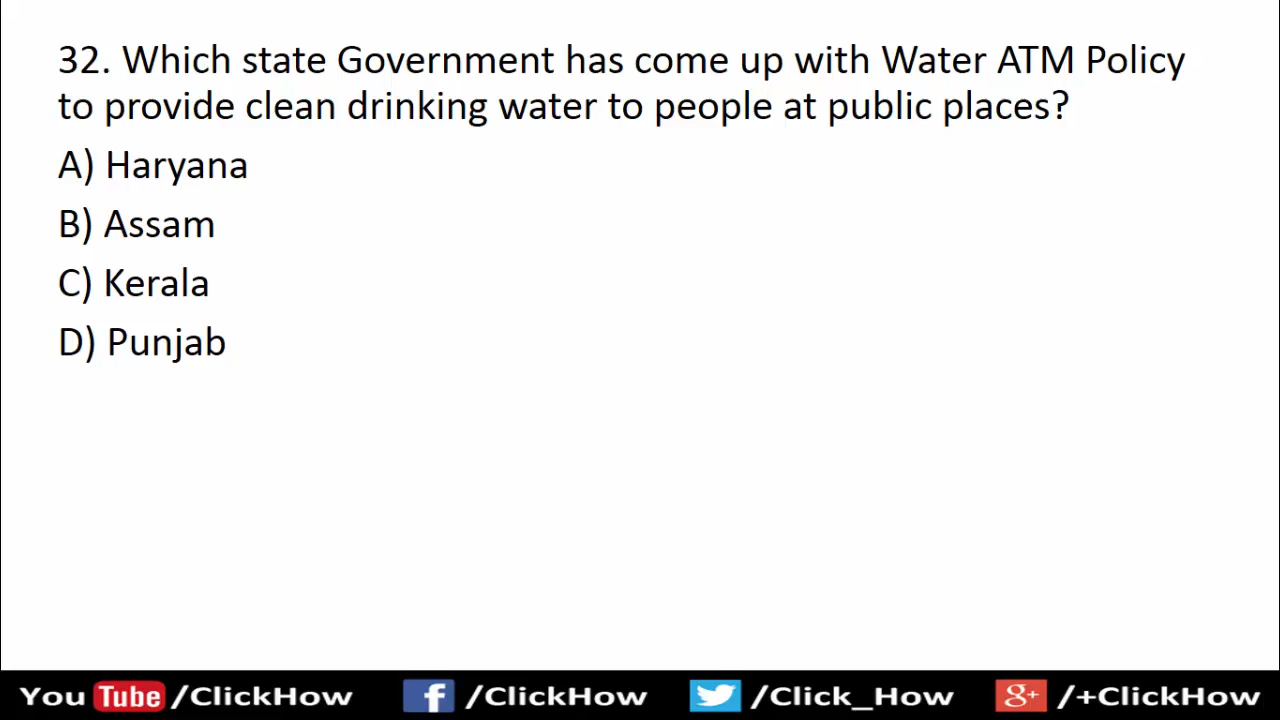 32. Which state Government has come up with Water ATM Policy
to provide clean drinking water to people at public places?
A) Haryana
B) Assam
C) Kerala
D) Punjab
You Tube /ClickHow f /ClickHow /Click_How g+ /+ClickHow